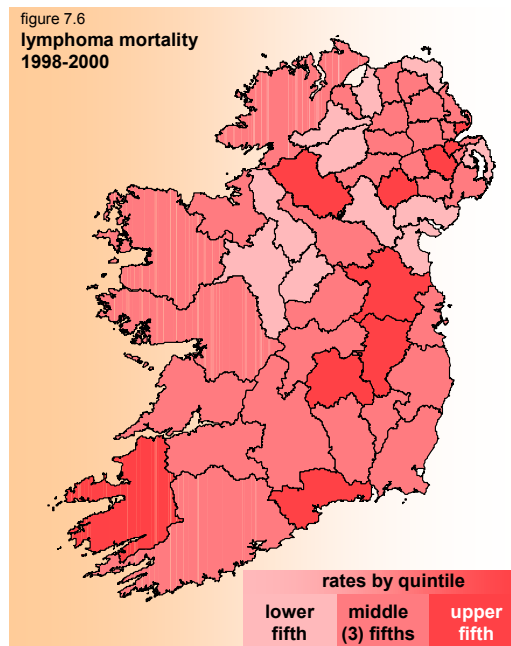 figure 7.6
lymphoma mortality
1998-2000
rates by quintile
lower middle upper
fifth (3) fifths fifth